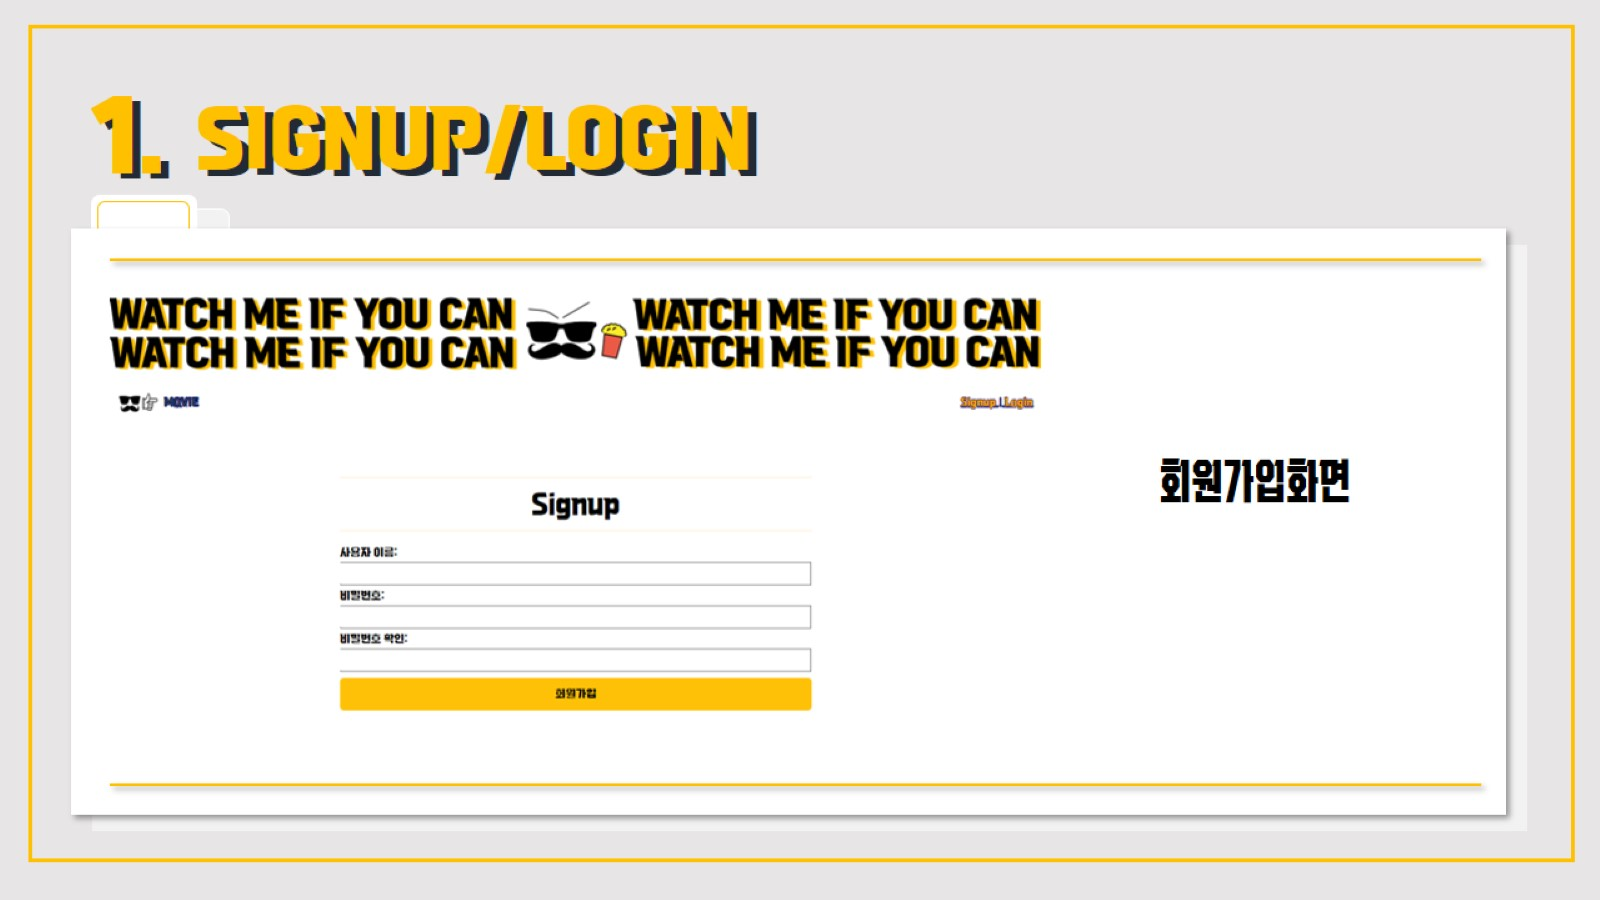 1. SIGNUP/LOGIN
WATCH ME IF YOU CAN WATCH ME IF YOU CAN
WATCH ME IF YOU CAN WATCH ME IF YOU CAN
MOVIE
Signup | Login
회원가입화면
Signup
사용자 이름:
비밀번호:
비밀번호 확인:
회원가입